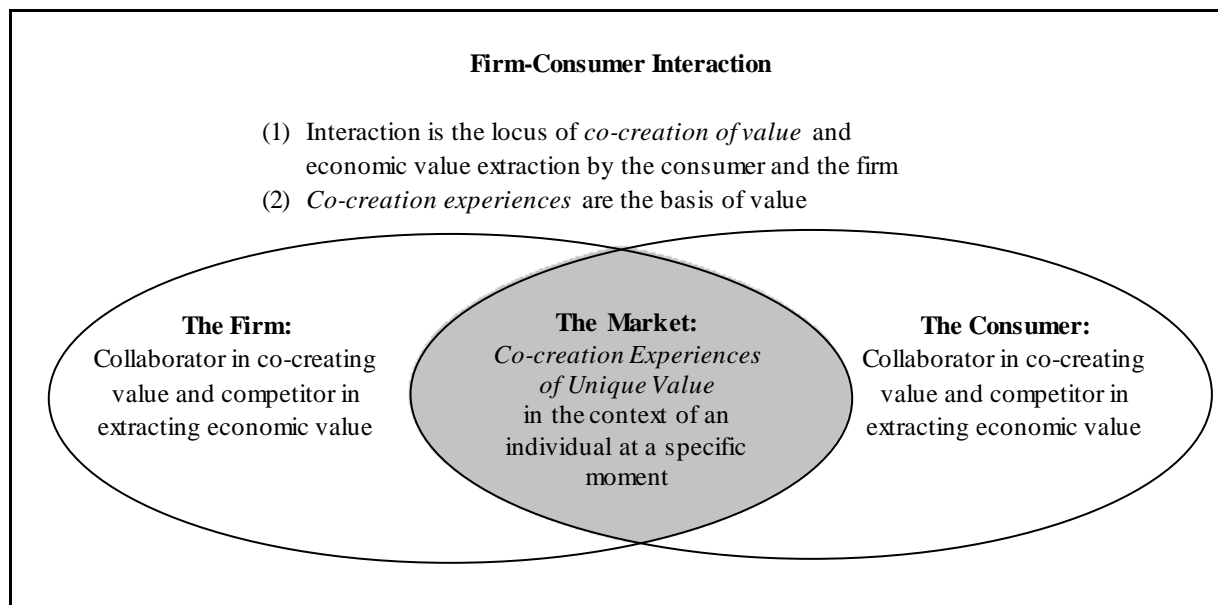 Firm-Consumer Interaction
(1) Interaction is the locus of co-creation of value and
economic value extraction by the consumer and the firm
(2) Co-creation experiences are the basis of value
The Firm:
Collaborator in co-creating
value and competitor in
extracting economic value
The Market:
Co-creation Experiences
of Unique Value
in the context of an
individual at a specific
moment
The Consumer:
Collaborator in co-creating
value and competitor in
extracting economic value